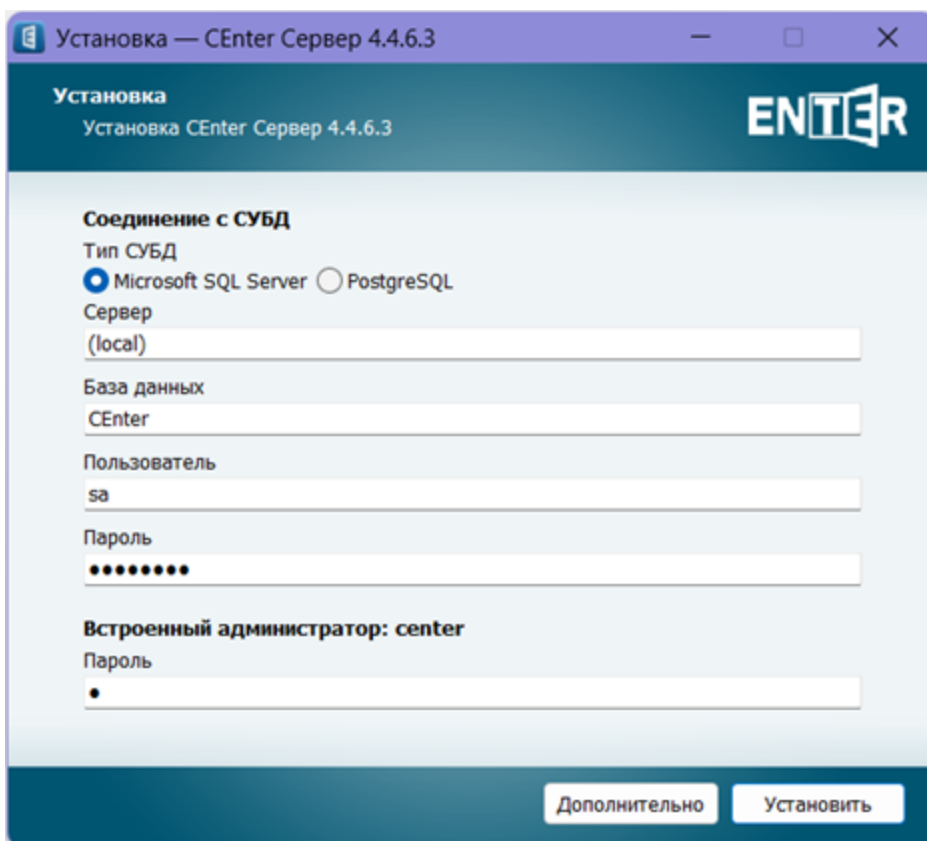 Установка — CEnter Сервер 4.4.6.3
Установка
Установка CEnter Сервер 4.4.6.3
ENTER
Соединение с СУБД
Тип СУБД
Microsoft SQL Server PostgreSQL
Сервер
(local)
База данных
CEnter
Пользователь
sa
Пароль
●●●●●●●●
Встроенный администратор: center
Пароль
●
Дополнительно Установить